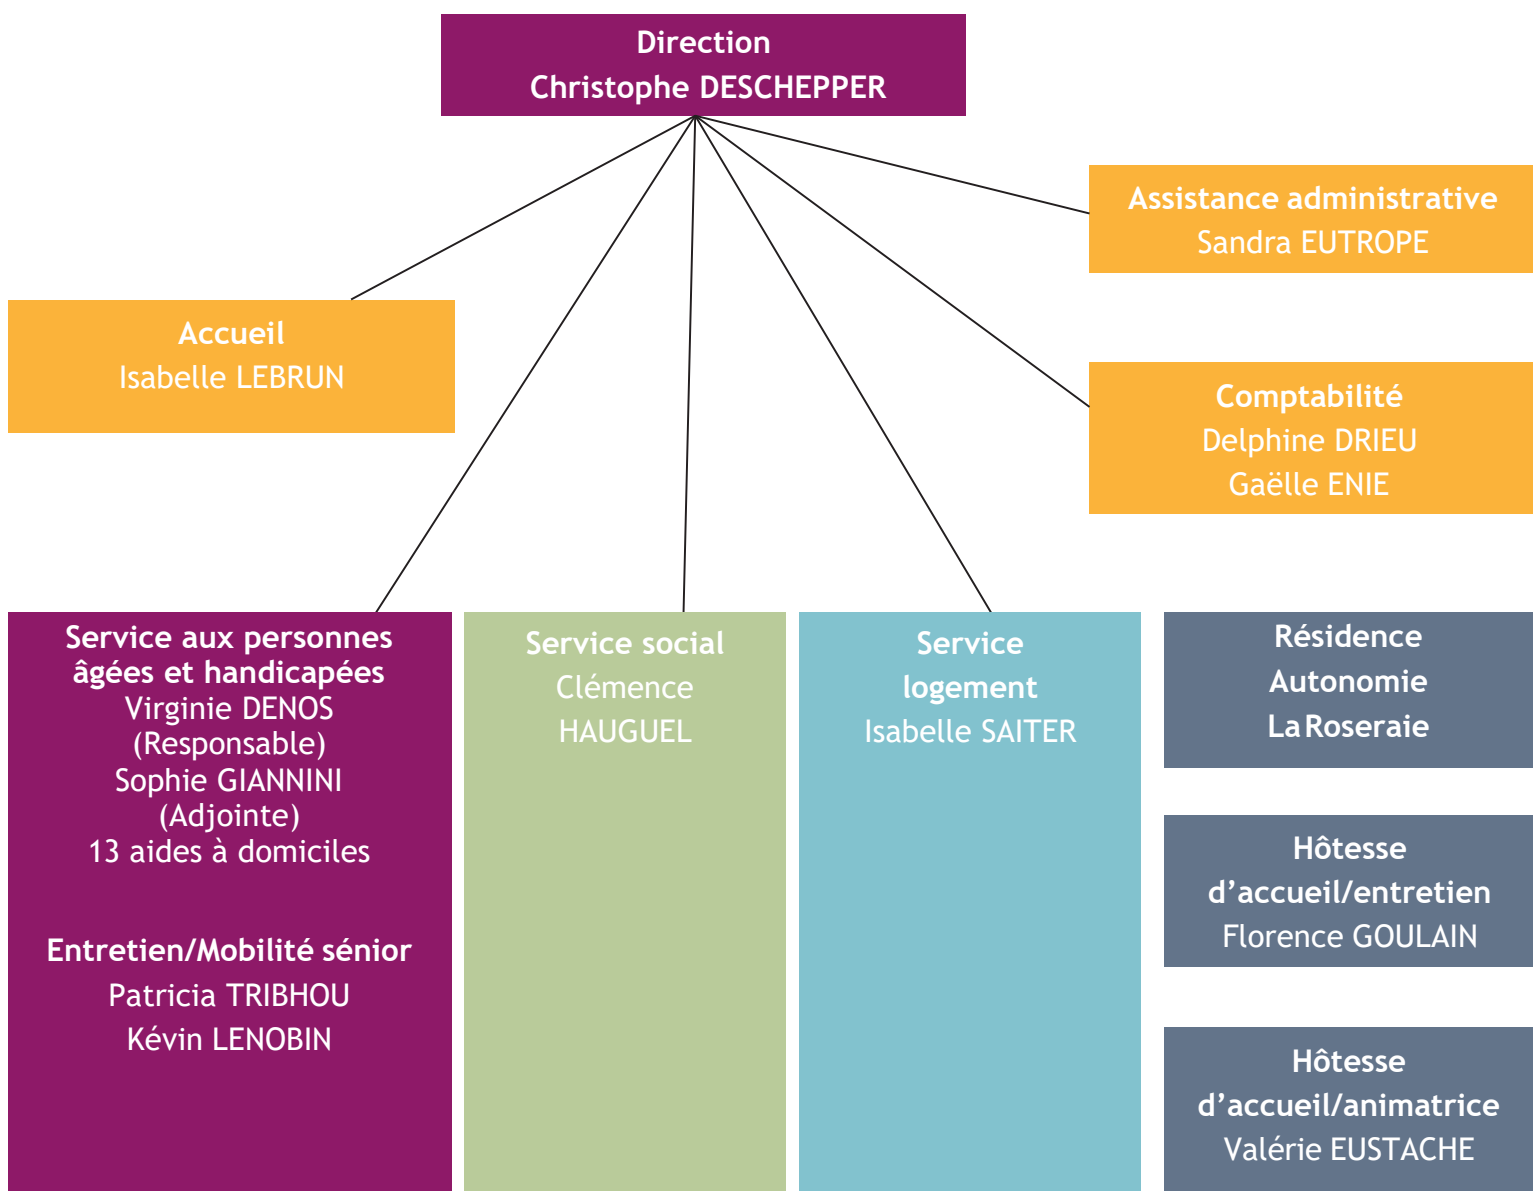 Direction
Christophe DESCHEPPER
Assistance administrative
Sandra EUTROPE
Accueil
Isabelle LEBRUN
Comptabilité
Delphine DRIEU
Gaëlle ENIE
Service aux personnes
âgées et handicapées
Virginie DENOS
(Responsable)
Sophie GIANNINI
(Adjointe)
13 aides à domiciles
Entretien/Mobilité sénior
Patricia TRIBHOU
Kévin LENOBIN
Service social
Clémence
HAUGUEL
Service
logement
Isabelle SAITER
Résidence
Autonomie
La Roseraie
Hôtesse
d’accueil/entretien
Florence GOULAIN
Hôtesse
d’accueil/animatrice
Valérie EUSTACHE